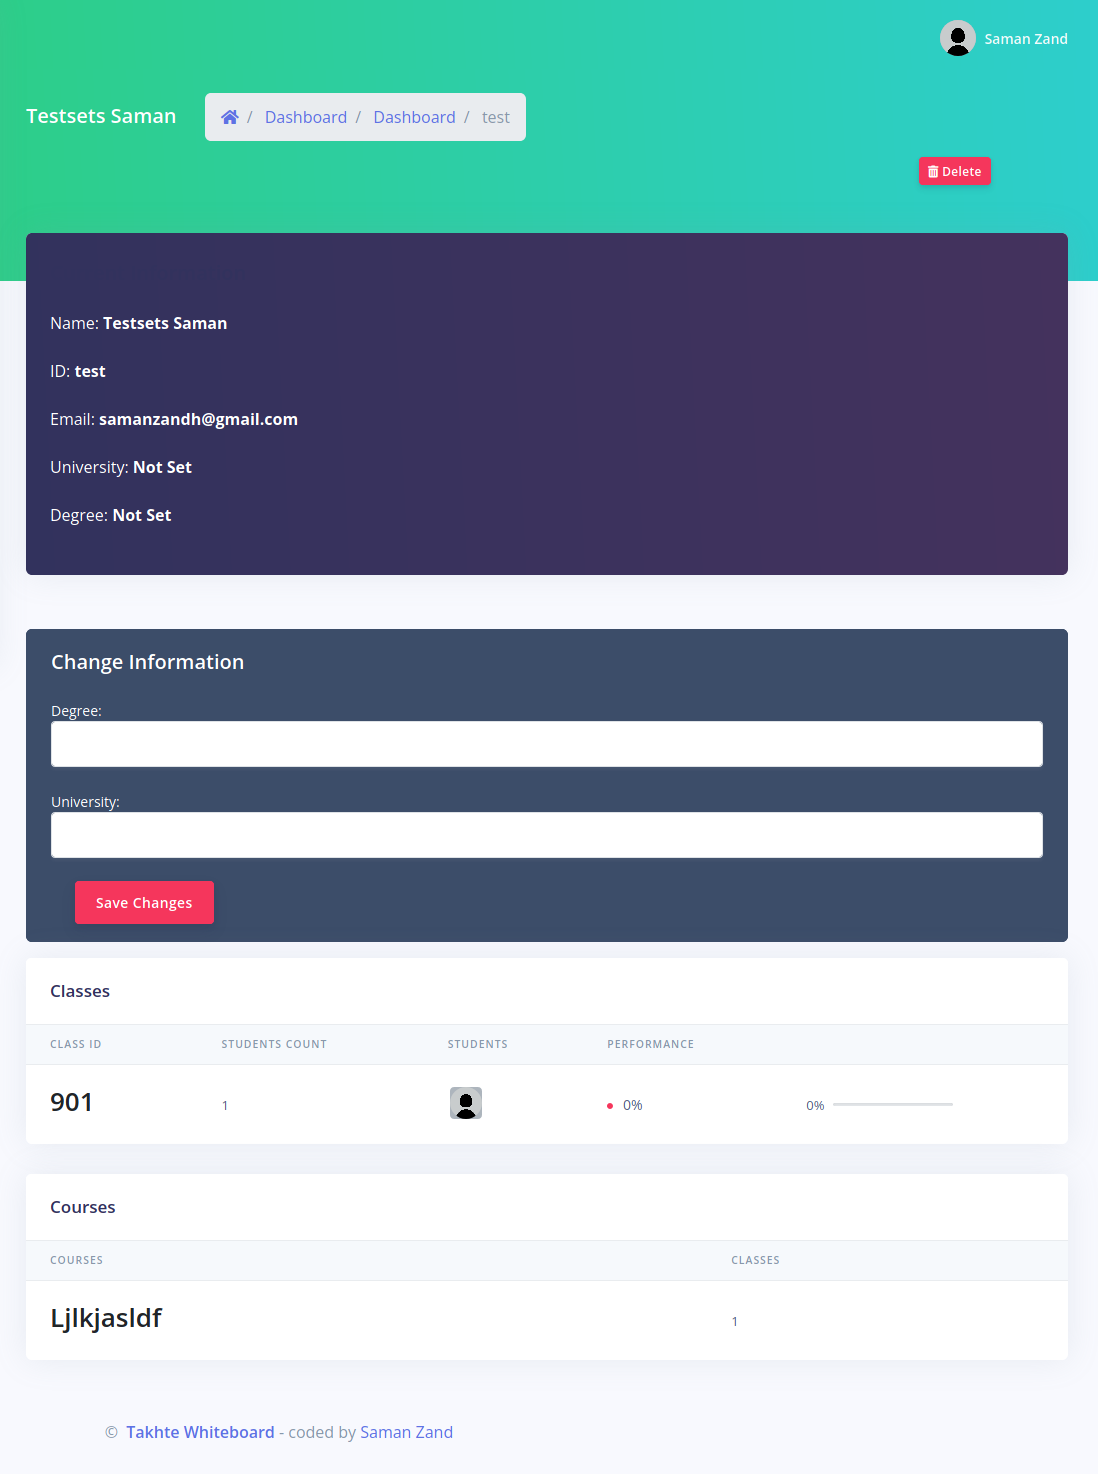 Saman Zand
Testsets Saman
/ Dashboard / Dashboard / test
Delete
Name: Testsets Saman
ID: test
Email: samanzandh@gmail.com
University: Not Set
Degree: Not Set
Change Information
Degree:
University:
Save Changes
Classes
CLASS ID STUDENTS COUNT STUDENTS PERFORMANCE
901 1 0% 0%
Courses
COURSES CLASSES
Ljlkjasldf 1
© Takhte Whiteboard - coded by Saman Zand